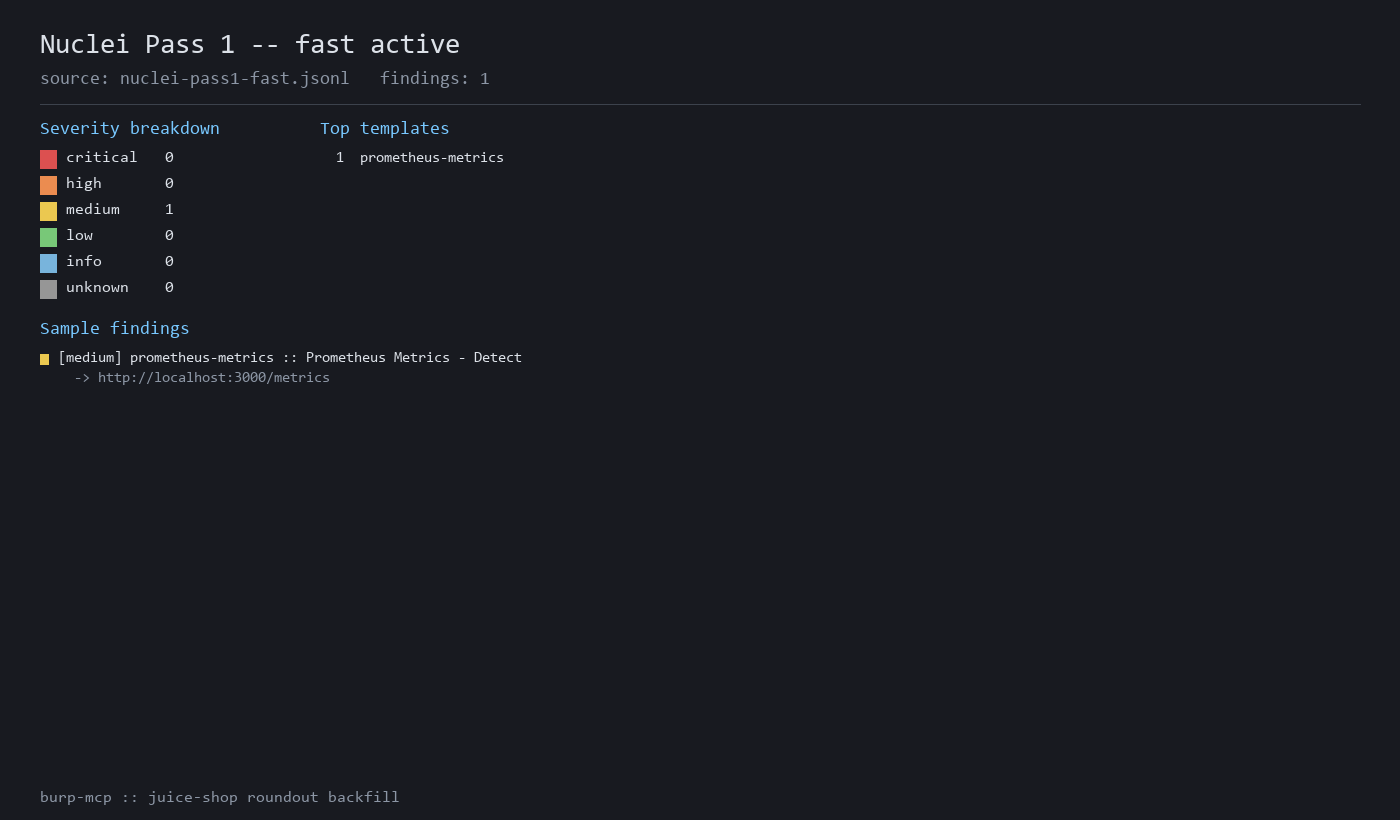 Nuclei Pass 1 -- fast active
source: nuclei-pass1-fast.jsonl   findings: 1
Severity breakdown
critical   0
high   0
medium   1
low   0
info   0
unknown   0
Top templates
1  prometheus-metrics
Sample findings
[medium] prometheus-metrics :: Prometheus Metrics - Detect
-> http://localhost:3000/metrics
burp-mcp :: juice-shop roundout backfill